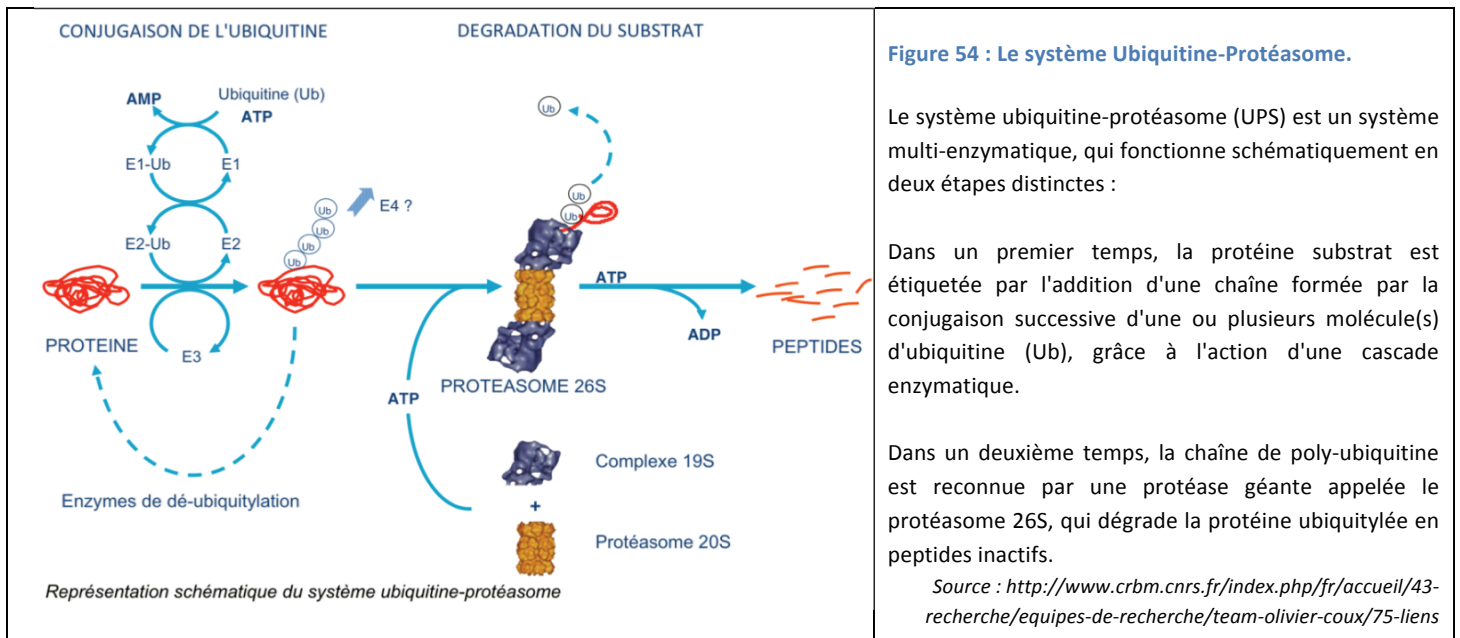 CONJUGAISON DE L'UBIQUITINE
DEGRADATION DU SUBSTRAT
AMP
Ubiquitine (Ub)
ATP
E1-Ub
E1
E2-Ub
E2
Ub
Ub
Ub
Ub
E4 ?
PROTEINE
E3
Enzymes de dé-ubiquitylation
Ub
Ub
Ub
ATP
ADP
PROTEASOME 26S
PEPTIDES
ATP
Complexe 19S
+
Protéasome 20S
Représentation schématique du système ubiquitine-protéasome
Figure 54 : Le système Ubiquitine-Protéasome.
Le système ubiquitine-protéasome (UPS) est un système
multi-enzymatique, qui fonctionne schématiquement en
deux étapes distinctes :
Dans un premier temps, la protéine substrat est
étiquetée par l'addition d'une chaîne formée par la
conjugaison successive d'une ou plusieurs molécule(s)
d'ubiquitine (Ub), grâce à l'action d'une cascade
enzymatique.
Dans un deuxième temps, la chaîne de poly-ubiquitine
est reconnue par une protéase géante appelée le
protéasome 26S, qui dégrade la protéine ubiquitylée en
peptides inactifs.
Source : http://www.crbm.cnrs.fr/index.php/fr/accueil/43-
recherche/equipes-de-recherche/team-olivier-coux/75-liens